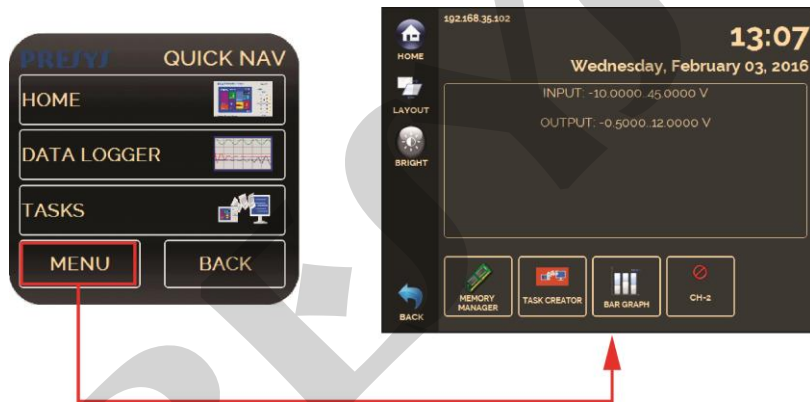 PRESYS QUICK NAV
HOME
DATA LOGGER
TASKS
MENU BACK
192.168.35.102
13:07
Wednesday, February 03, 2016
HOME
LAYOUT
BRIGHT
BACK
INPUT: -10.0000..45.0000 V
OUTPUT: -0.5000..12.0000 V
MEMORY
MANAGER
TASK CREATOR
BAR GRAPH
CH-2